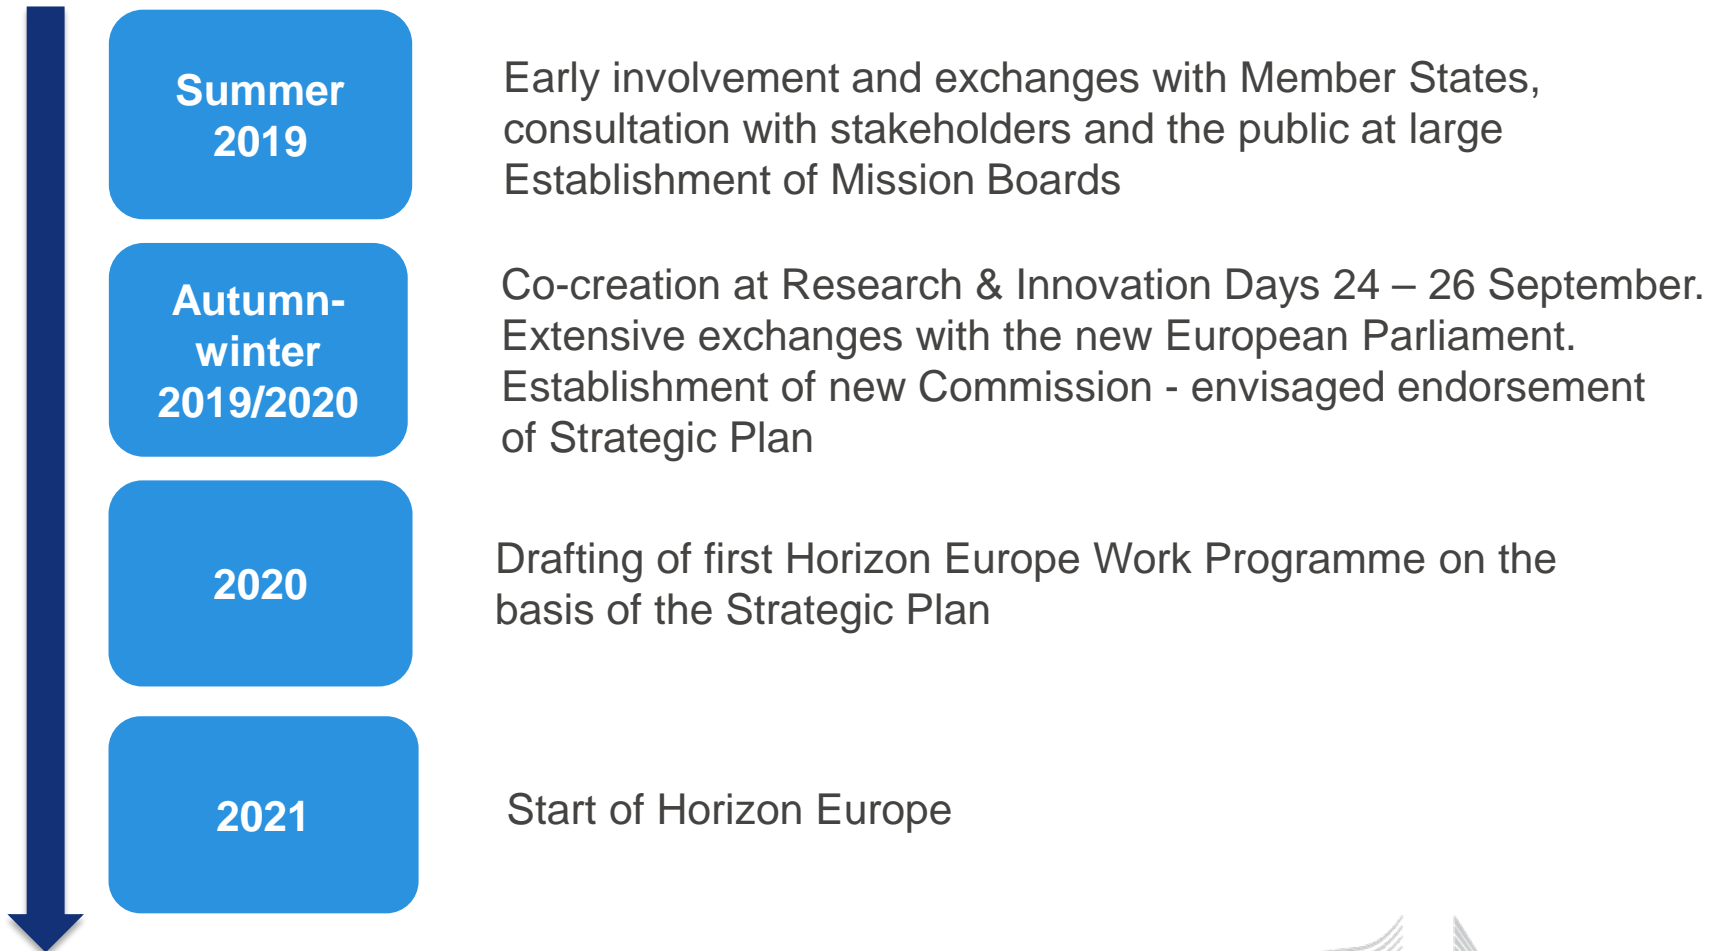 Summer
2019
Early involvement and exchanges with Member States,
consultation with stakeholders and the public at large
Establishment of Mission Boards
Autumn-
winter
2019/2020
Co-creation at Research & Innovation Days 24 – 26 September.
Extensive exchanges with the new European Parliament.
Establishment of new Commission - envisaged endorsement
of Strategic Plan
2020
Drafting of first Horizon Europe Work Programme on the
basis of the Strategic Plan
2021
Start of Horizon Europe